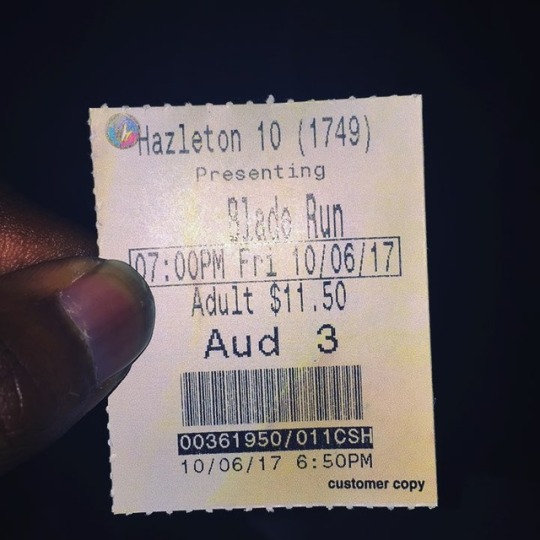 Hazleton 10 (1749)
Presenting
Blade Run
07:00PM Fri 10/06/17
Adult $11.50
Aud 3
00361950/011CSH
10/06/17 6:50PM
customer copy